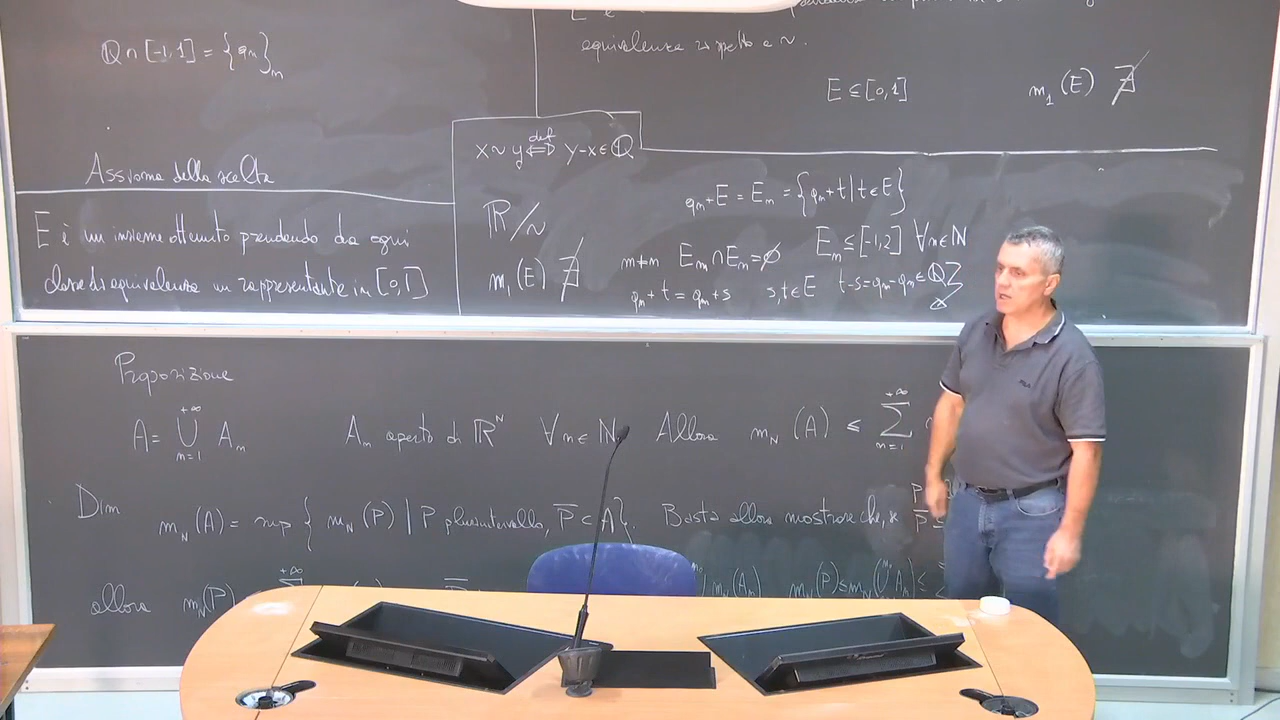 equivalenza rispetto a ~.
Q ∩ [-1,1] = {q_n}_n
E ⊆ [0,1]
m_1(E) ∄
x ~ y ⇔^{def} y-x ∈ Q
Assioma della scelta
E è un insieme ottenuto prendendo da ogni
classe di equivalenza un rappresentante in [0,1]
R/~
m_1(E) ∄
q_n + E = E_n = {q_n + t | t ∈ E}
n ≠ m E_m ∩ E_n = ∅ E_n ⊆ [-1,2] ∀n ∈ N
q_n + t = q_m + s s,t ∈ E t-s = q_m - q_n ∈ Q
Proposizione
A = ⋃_{n=1}^{+∞} A_n A_n aperto di R^N ∀n ∈ N. Allora m_N(A) ≤ ∑_{n=1}^{+∞}
Dim
m_N(A) = sup { m_N(P) | P plurintervallo, P̅ ⊂ A}. Basta allora mostrare che, se
allora m_N(P)
m_N(P) ≤ m_N(